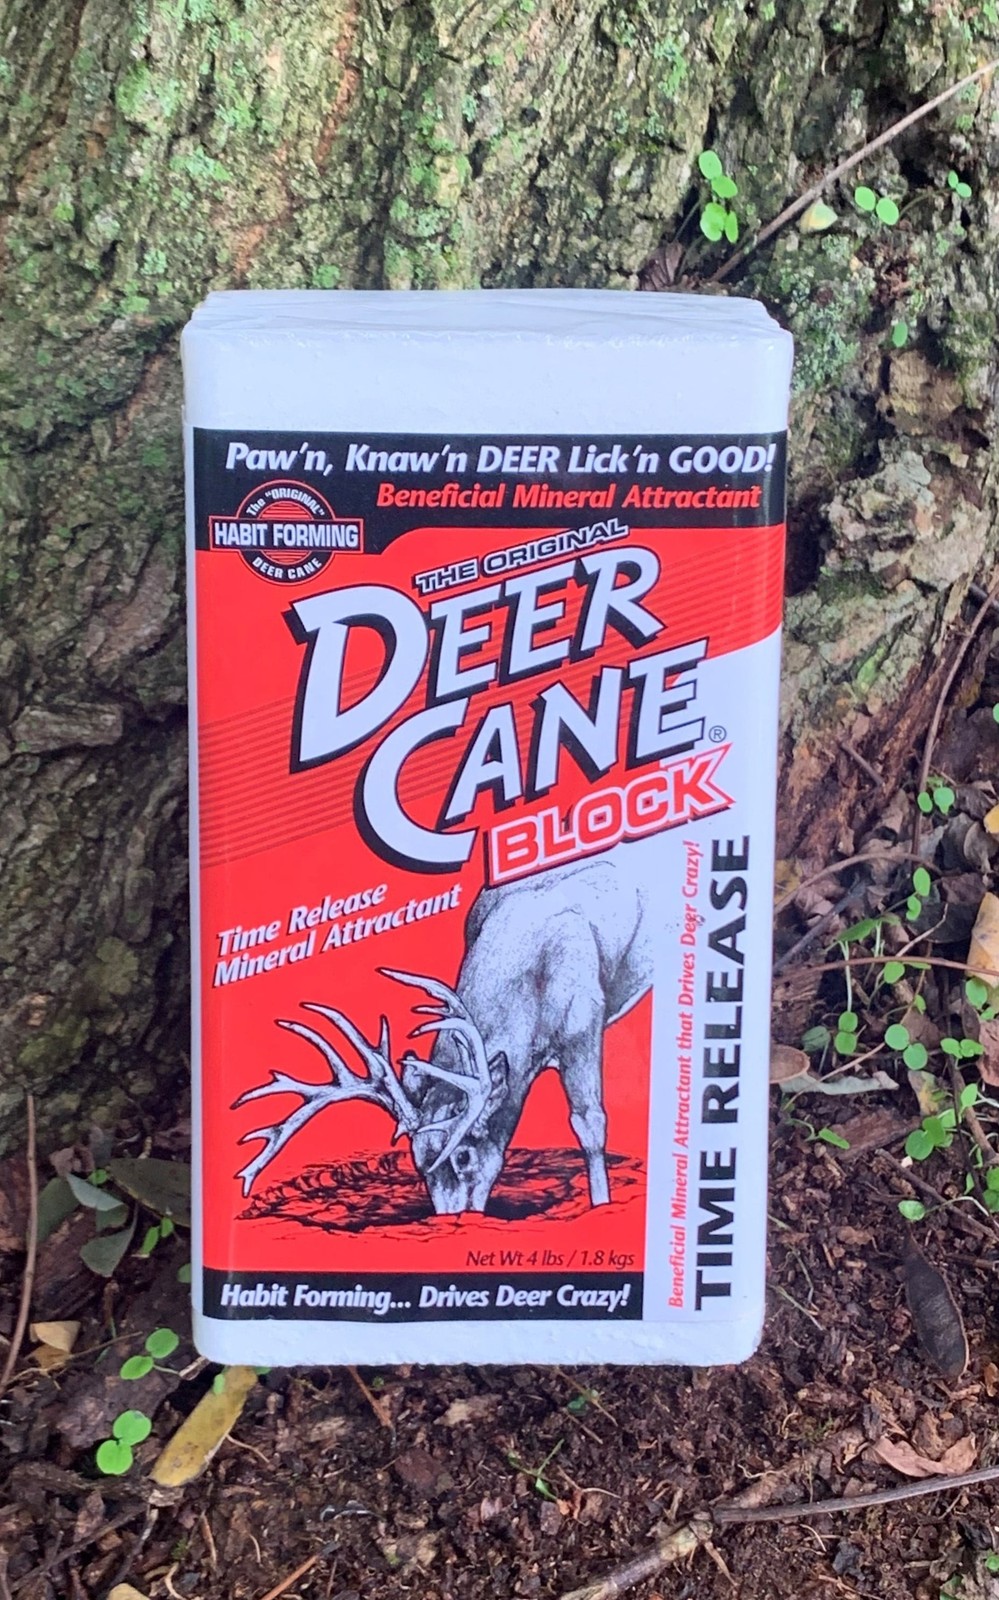 Paw'n, Knaw'n DEER Lick'n GOOD!
Beneficial Mineral Attractant
The "ORIGINAL"
HABIT FORMING
DEER CANE
THE ORIGINAL
DEER
CANE®
BLOCK
Time Release
Mineral Attractant
Beneficial Mineral Attractant that Drives Deer Crazy!
TIME RELEASE
Net Wt 4 lbs / 1.8 kgs
Habit Forming... Drives Deer Crazy!